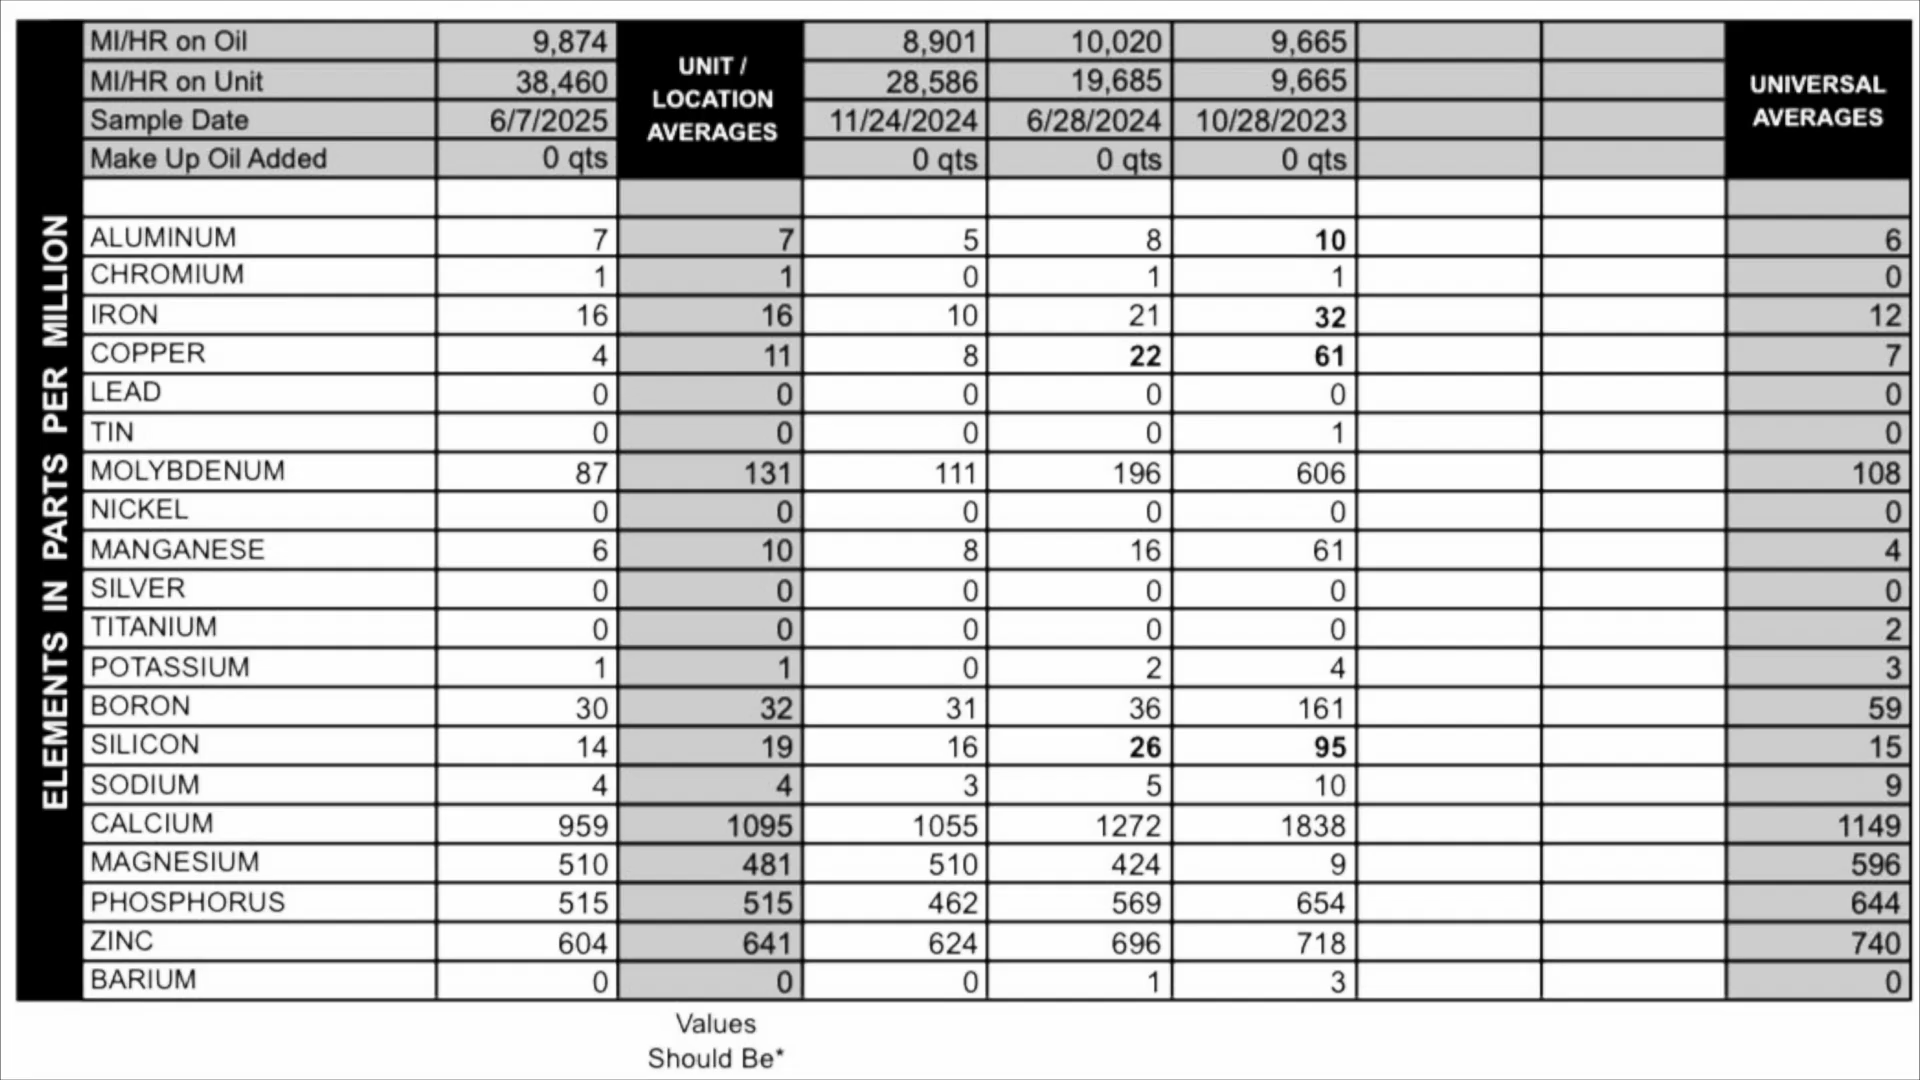 ELEMENTS IN PARTS PER MILLION
MI/HR on Oil 9,874 UNIT / LOCATION AVERAGES 8,901 10,020 9,665 UNIVERSAL AVERAGES
MI/HR on Unit 38,460 28,586 19,685 9,665
Sample Date 6/7/2025 11/24/2024 6/28/2024 10/28/2023
Make Up Oil Added 0 qts 0 qts 0 qts 0 qts
ALUMINUM 7 7 5 8 10 6
CHROMIUM 1 1 0 1 1 0
IRON 16 16 10 21 32 12
COPPER 4 11 8 22 61 7
LEAD 0 0 0 0 0 0
TIN 0 0 0 0 1 0
MOLYBDENUM 87 131 111 196 606 108
NICKEL 0 0 0 0 0 0
MANGANESE 6 10 8 16 61 4
SILVER 0 0 0 0 0 0
TITANIUM 0 0 0 0 0 2
POTASSIUM 1 1 0 2 4 3
BORON 30 32 31 36 161 59
SILICON 14 19 16 26 95 15
SODIUM 4 4 3 5 10 9
CALCIUM 959 1095 1055 1272 1838 1149
MAGNESIUM 510 481 510 424 9 596
PHOSPHORUS 515 515 462 569 654 644
ZINC 604 641 624 696 718 740
BARIUM 0 0 0 1 3 0
Values
Should Be*